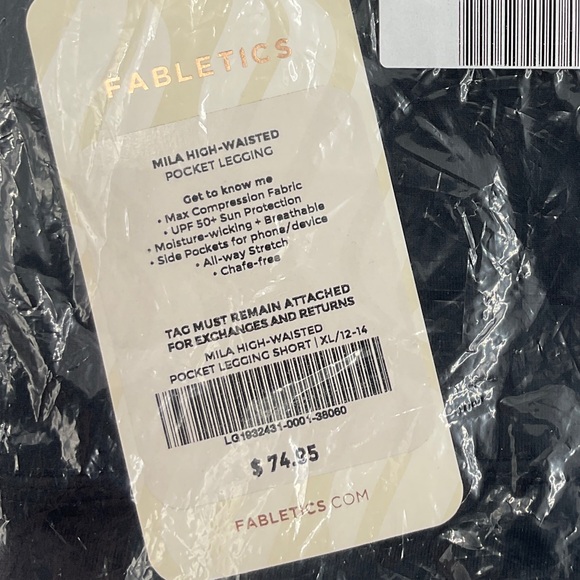 FABLETICS
MILA HIGH-WAISTED
POCKET LEGGING
Get to know me
• Max Compression Fabric
• UPF 50+ Sun Protection
• Moisture-wicking + Breathable
• Side Pockets for phone/device
• All-way Stretch
• Chafe-free
TAG MUST REMAIN ATTACHED
FOR EXCHANGES AND RETURNS
MILA HIGH-WAISTED
POCKET LEGGING SHORT | XL/12-14
LG1932431-0001-38060
$ 74.95
FABLETICS.COM